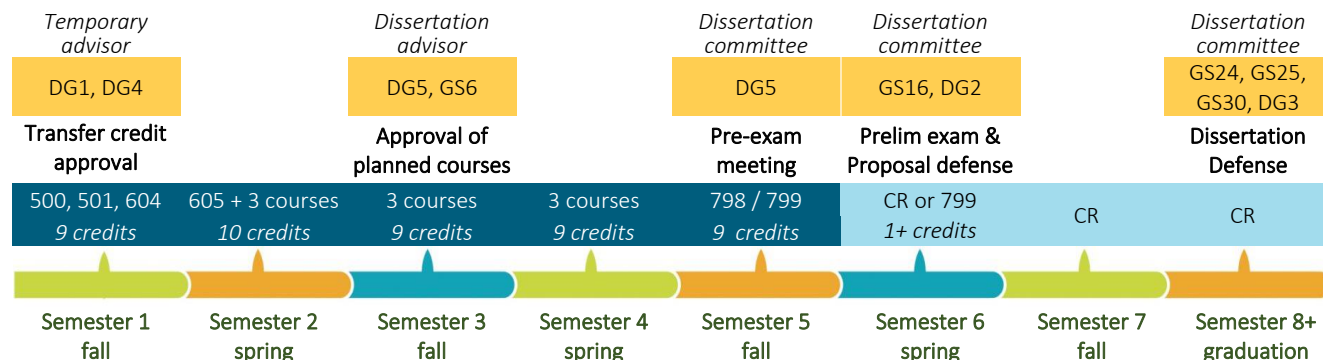 Temporary
advisor
DG1, DG4
Transfer credit
approval
500, 501, 604
9 credits
Semester 1
fall
605 + 3 courses
10 credits
Semester 2
spring
Dissertation
advisor
DG5, GS6
Approval of
planned courses
3 courses
9 credits
Semester 3
fall
3 courses
9 credits
Semester 4
spring
Dissertation
committee
DG5
Pre-exam
meeting
798 / 799
9 credits
Semester 5
fall
Dissertation
committee
GS16, DG2
Prelim exam &
Proposal defense
CR or 799
1+ credits
Semester 6
spring
CR
Semester 7
fall
Dissertation
committee
GS24, GS25,
GS30, DG3
Dissertation
Defense
CR
Semester 8+
graduation